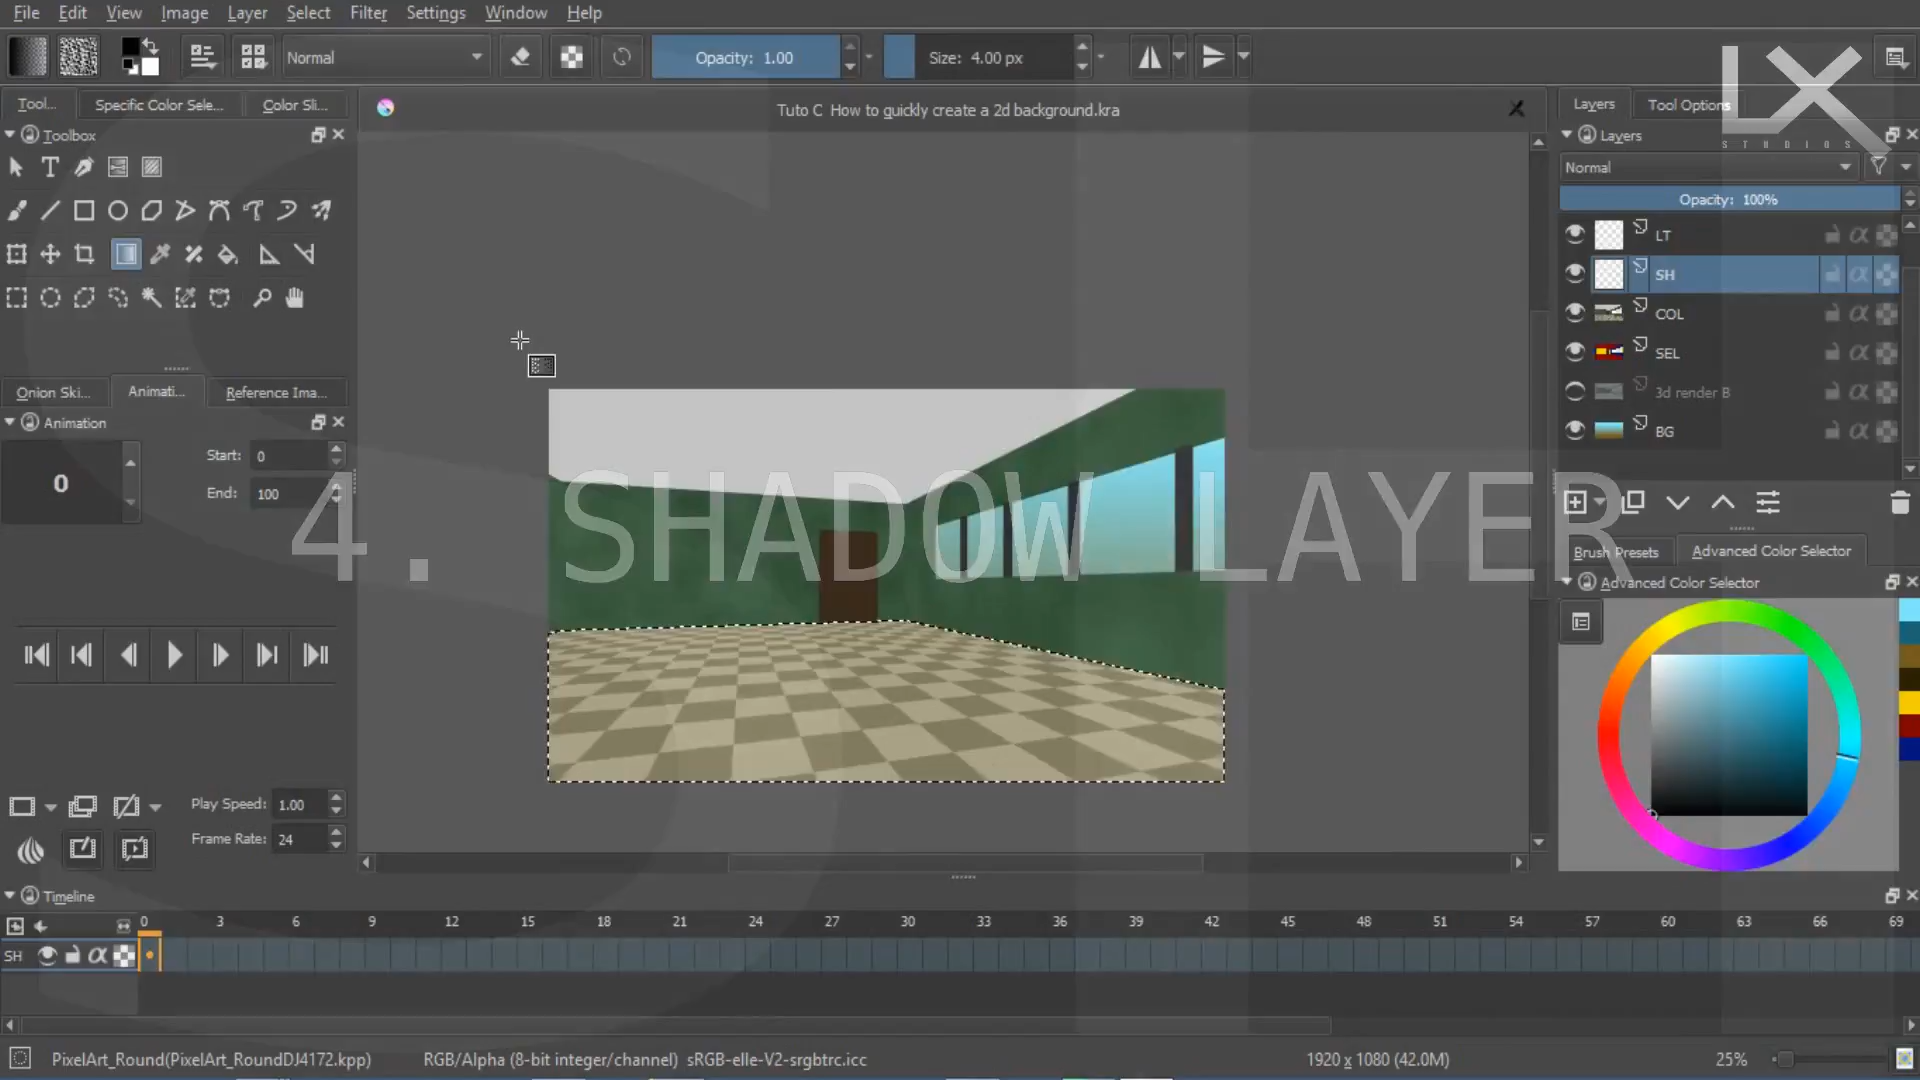 File Edit View Image Layer Select Filter Settings Window Help
Normal
Opacity: 1.00
Size: 4.00 px
LX
STUDIOS
Tool...
Specific Color Sele...
Color Sli...
Tuto C How to quickly create a 2d background.kra
Layers
Tool Options
Toolbox
Layers
Normal
Opacity: 100%
LT
SH
COL
SEL
3d render B
BG
Onion Ski...
Animati...
Reference Ima...
Animation
0
Start: 0
End: 100
4. SHADOW LAYER
Brush Presets
Advanced Color Selector
Advanced Color Selector
Play Speed: 1.00
Frame Rate: 24
Timeline
0 3 6 9 12 15 18 21 24 27 30 33 36 39 42 45 48 51 54 57 60 63 66 69
SH
PixelArt_Round(PixelArt_RoundDJ4172.kpp)
RGB/Alpha (8-bit integer/channel) sRGB-elle-V2-srgbtrc.icc
1920 x 1080 (42.0M)
25%